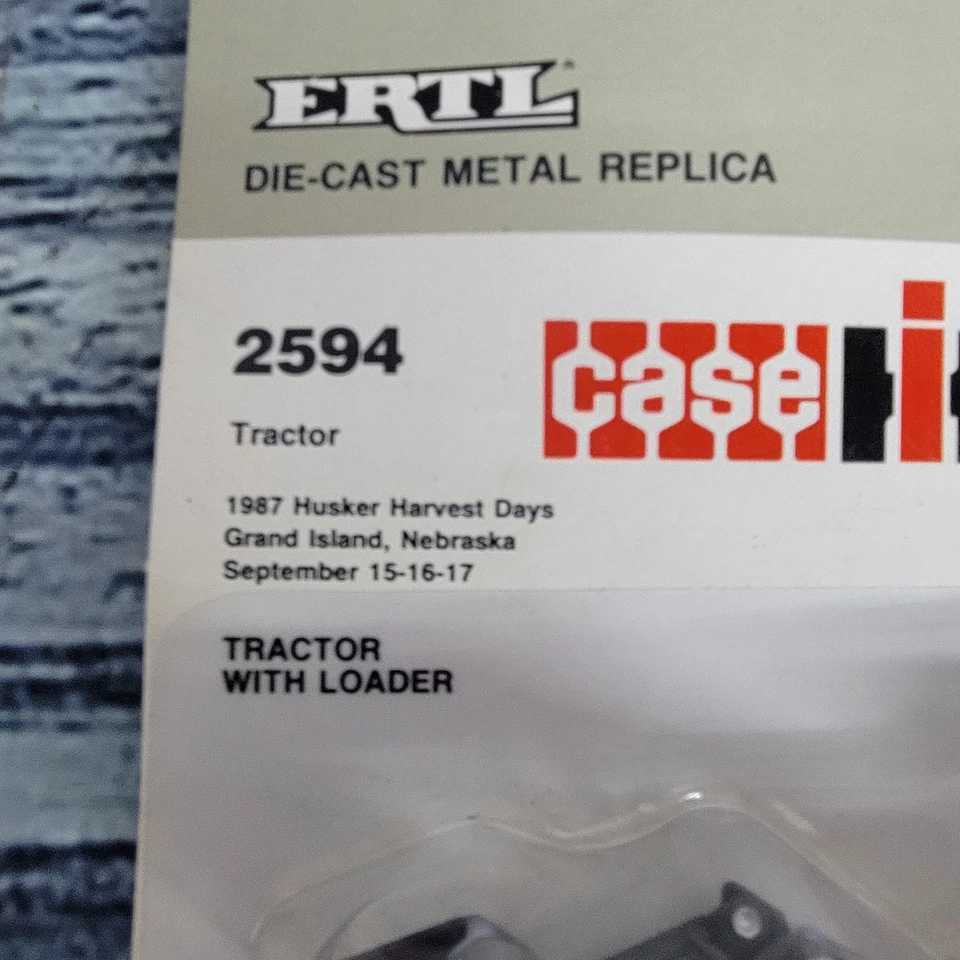 ERTL
DIE-CAST METAL REPLICA
2594
case i
Tractor
1987 Husker Harvest Days
Grand Island, Nebraska
September 15-16-17
TRACTOR
WITH LOADER